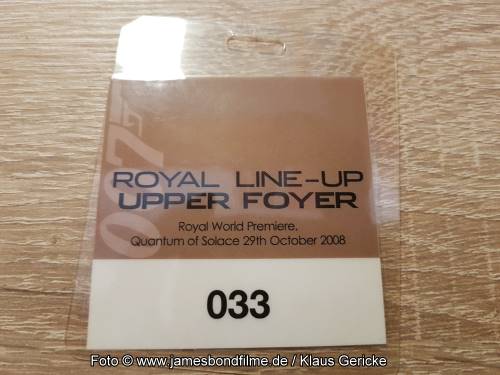 007
ROYAL LINE-UP
UPPER FOYER
Royal World Premiere,
Quantum of Solace 29th October 2008
033
Foto © www.jamesbondfilme.de / Klaus Gericke